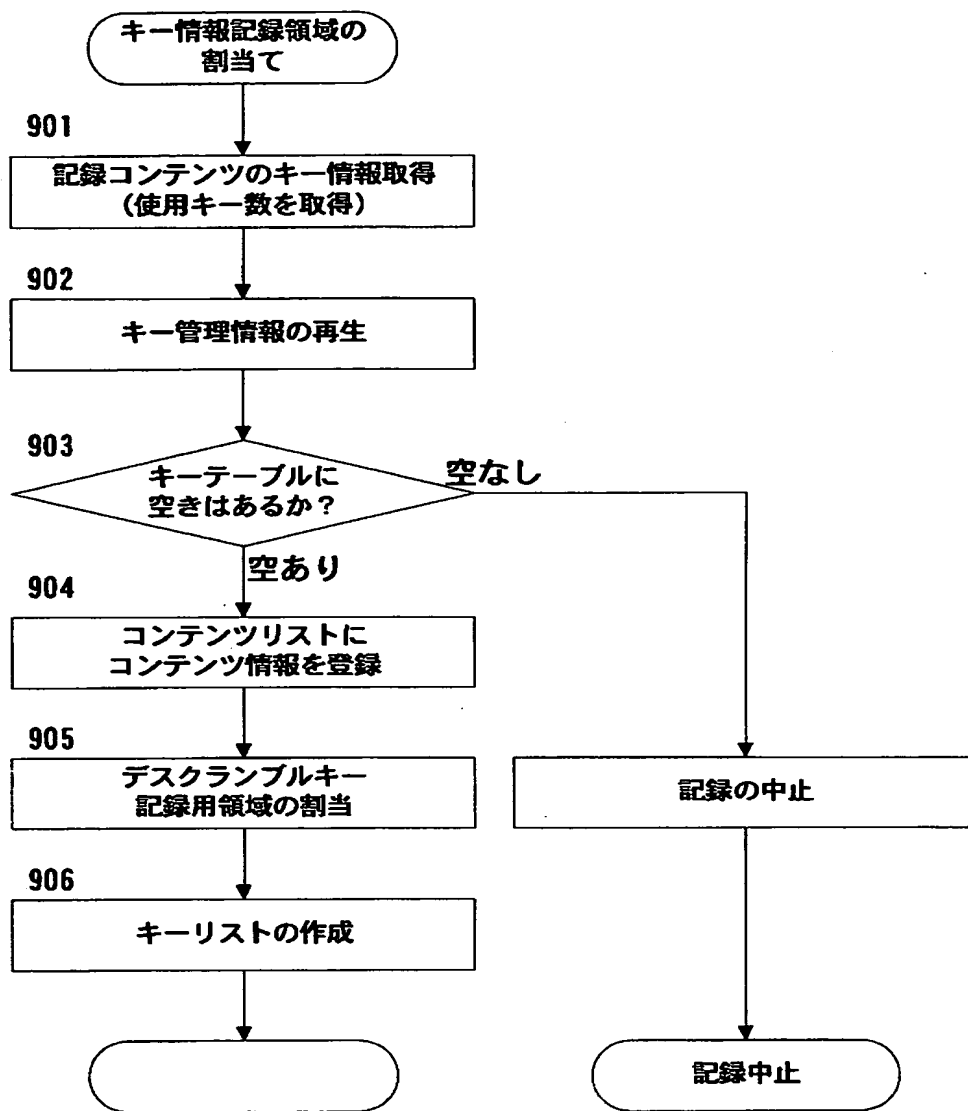 キー情報記録領域の
割当て
901
記録コンテンツのキー情報取得
(使用キー数を取得)
902
キー管理情報の再生
903
キーテーブルに
空きはあるか?
空なし
空あり
904
コンテンツリストに
コンテンツ情報を登録
905
デスクランブルキー
記録用領域の割当
記録の中止
906
キーリストの作成
記録中止